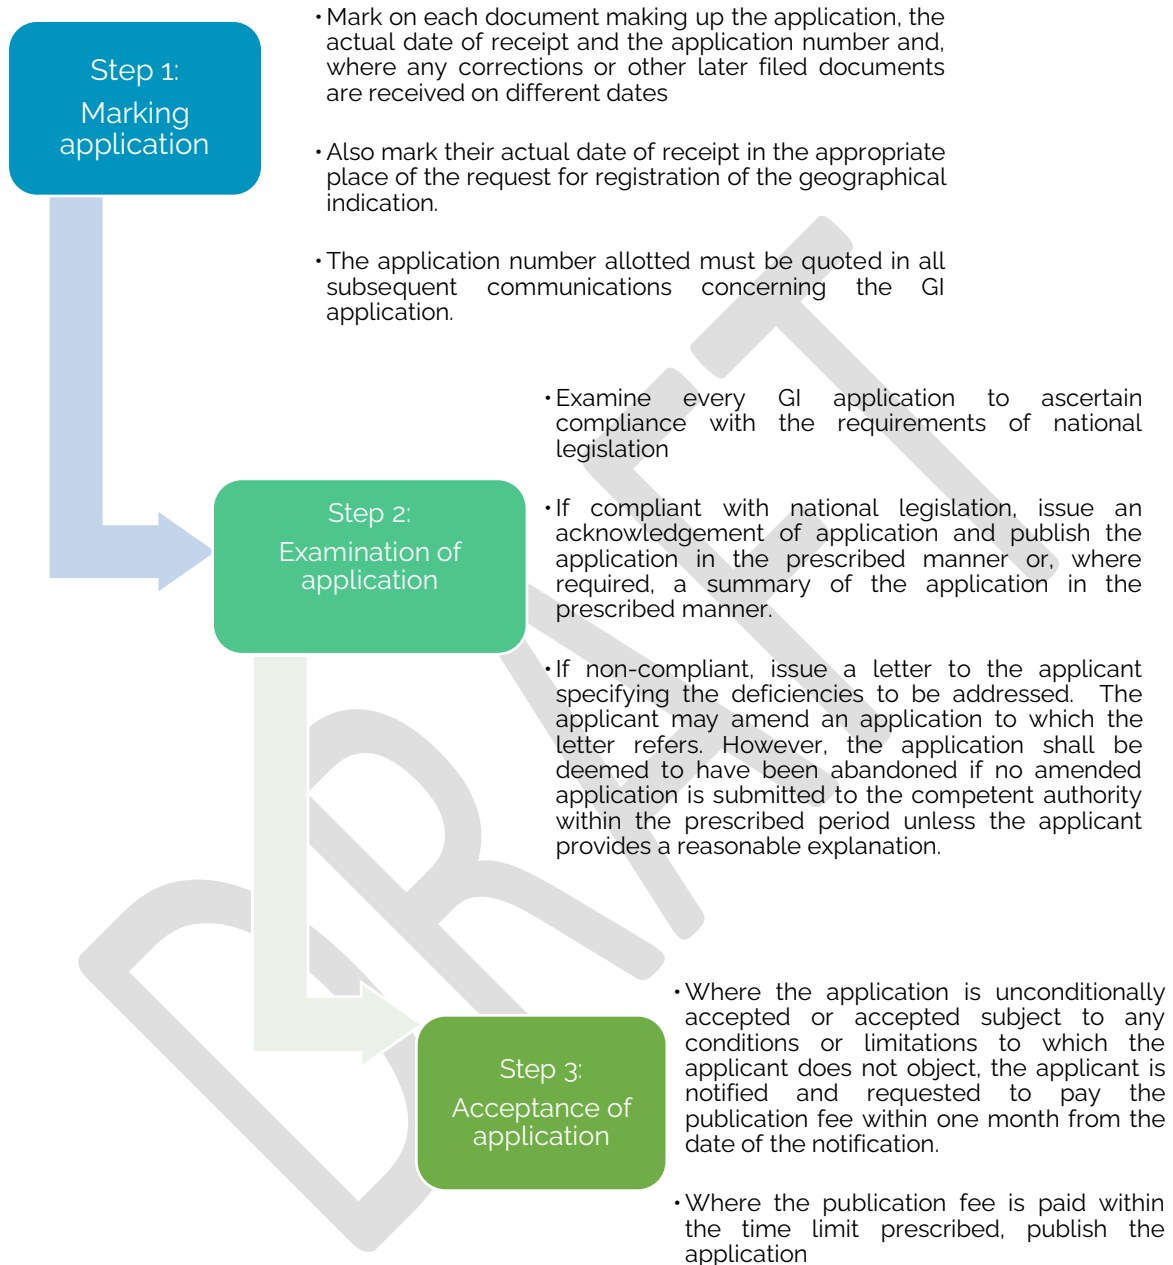 Step 1:
Marking
application
•Mark on each document making up the application, the
actual date of receipt and the application number and,
where any corrections or other later filed documents
are received on different dates
•Also mark their actual date of receipt in the appropriate
place of the request for registration of the geographical
indication.
•The application number allotted must be quoted in all
subsequent communications concerning the GI
application.
Step 2:
Examination of
application
•Examine every GI application to ascertain
compliance with the requirements of national
legislation
•If compliant with national legislation, issue an
acknowledgement of application and publish the
application in the prescribed manner or, where
required, a summary of the application in the
prescribed manner.
•If non-compliant, issue a letter to the applicant
specifying the deficiencies to be addressed. The
applicant may amend an application to which the
letter refers. However, the application shall be
deemed to have been abandoned if no amended
application is submitted to the competent authority
within the prescribed period unless the applicant
provides a reasonable explanation.
Step 3:
Acceptance of
application
•Where the application is unconditionally
accepted or accepted subject to any
conditions or limitations to which the
applicant does not object, the applicant is
notified and requested to pay the
publication fee within one month from the
date of the notification.
•Where the publication fee is paid within
the time limit prescribed, publish the
application
DRAFT